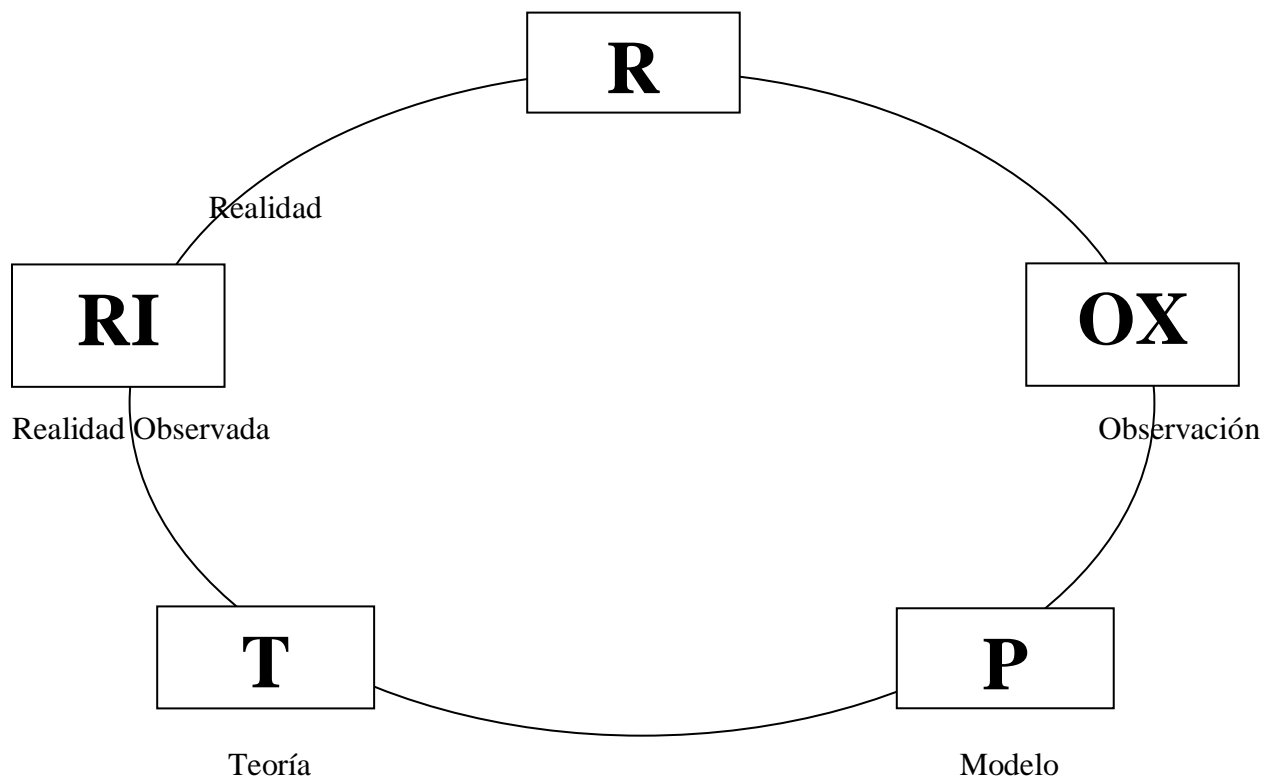 R
Realidad
RI
OX
Realidad Observada
Observación
T
P
Teoría
Modelo